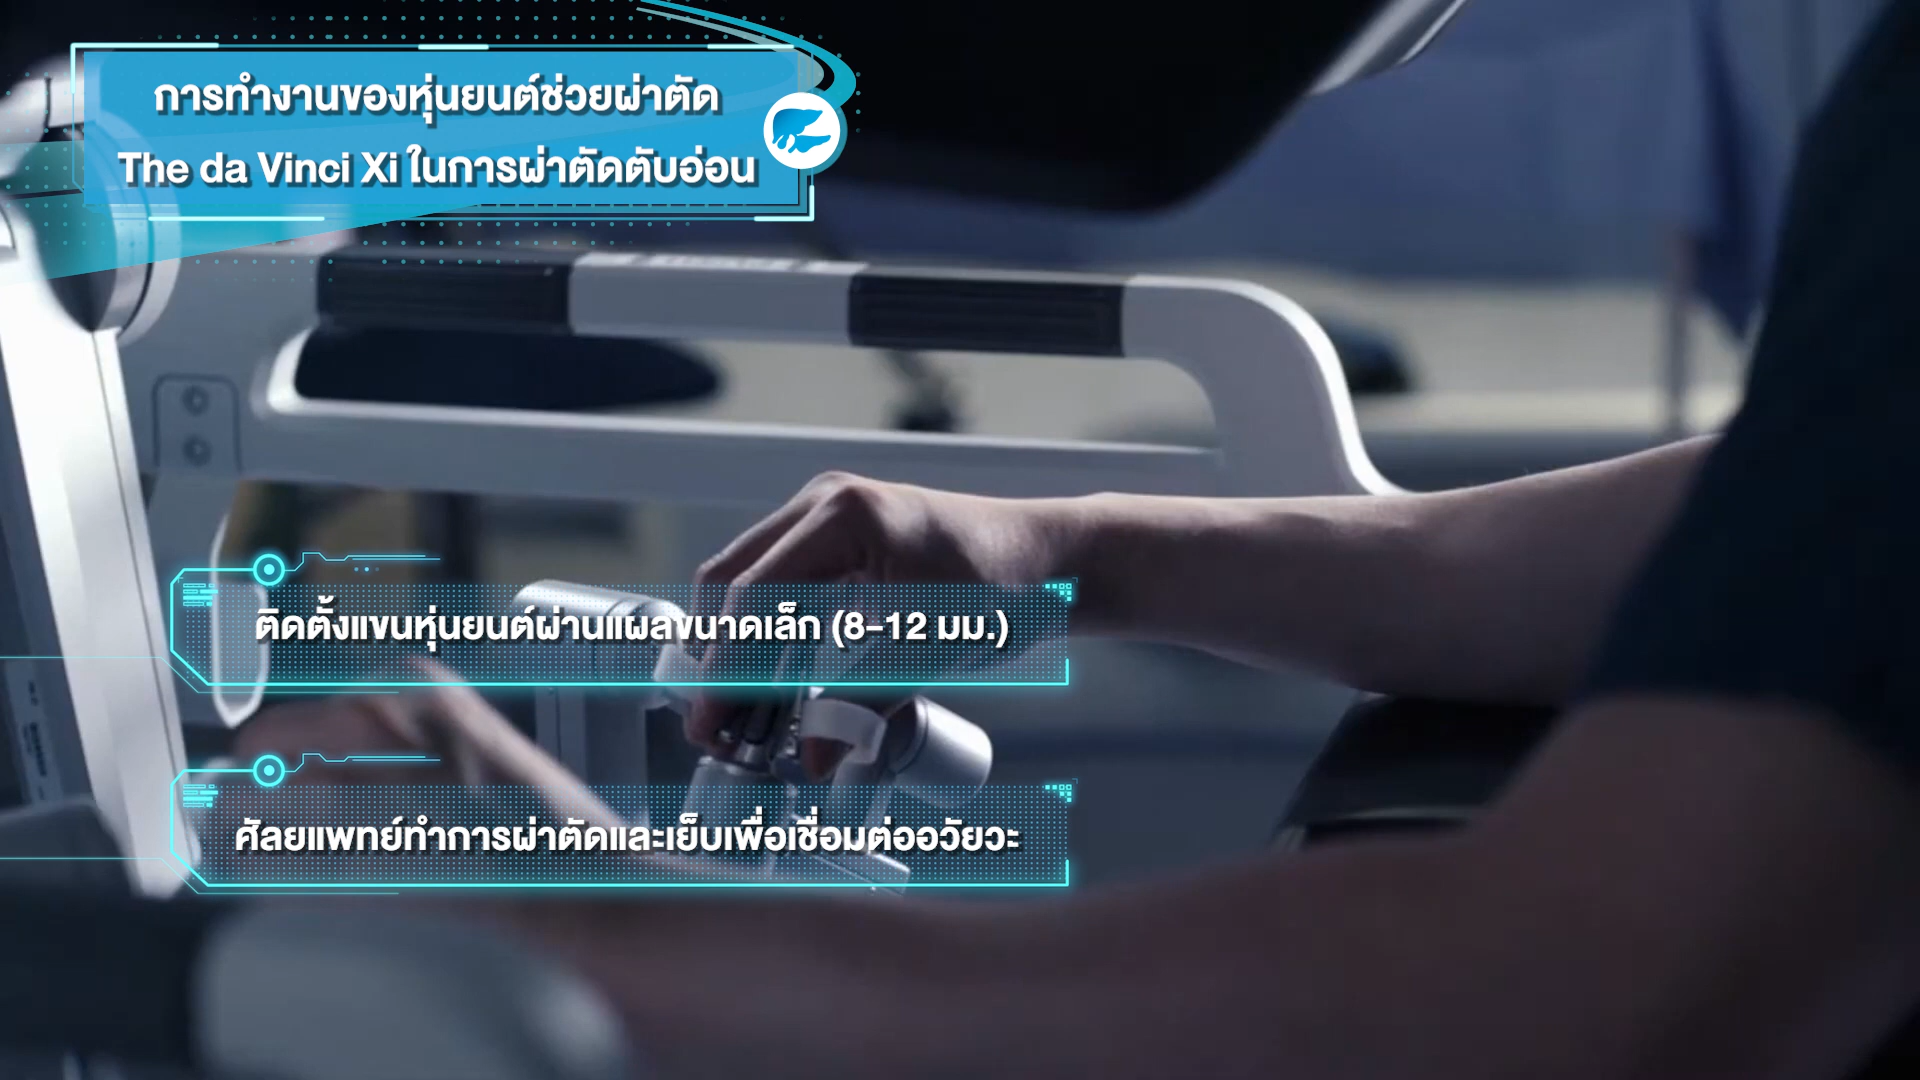 การทำงานของหุ่นยนต์ช่วยผ่าตัด
The da Vinci Xi ในการผ่าตัดตับอ่อน
ติดตั้งแขนหุ่นยนต์ผ่านแผลขนาดเล็ก (8-12 มม.)
ศัลยแพทย์ทำการผ่าตัดและเย็บเพื่อเชื่อมต่ออวัยวะ